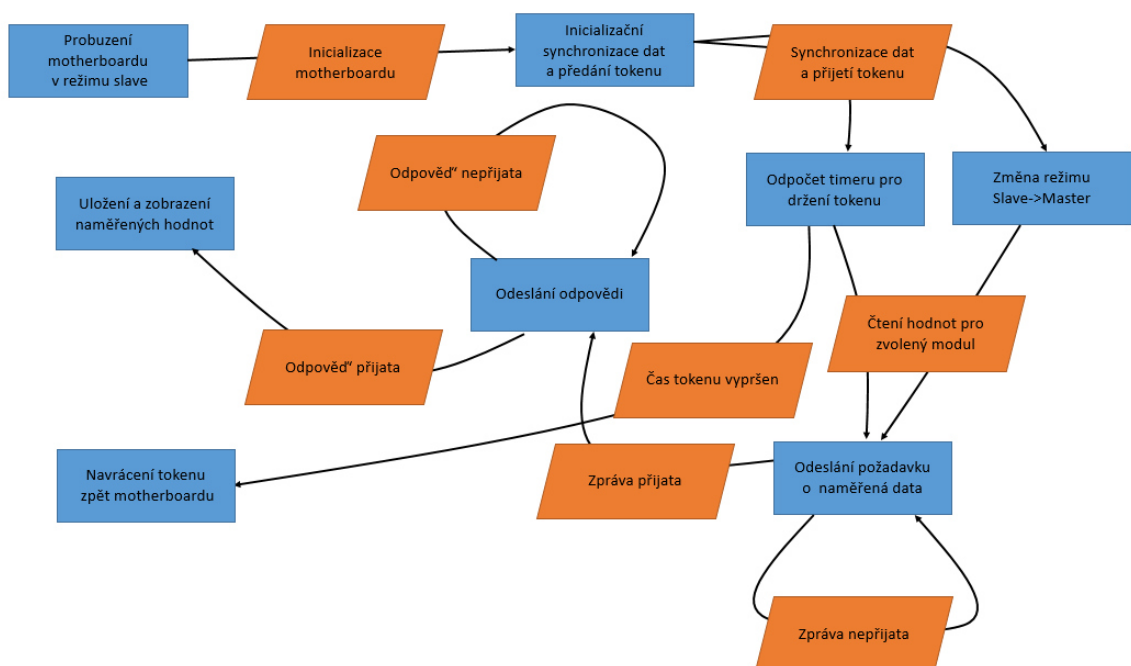 Probuzení
motherboardu
v režimu slave
Inicializace
motherboardu
Inicializační
synchronizace dat
a předání tokenu
Synchronizace dat
a přijetí tokenu
Odpověď“ nepřijata
Odpočet timeru pro
držení tokenu
Změna režimu
Slave->Master
Uložení a zobrazení
naměřených hodnot
Odeslání odpovědi
Čtení hodnot pro
zvolený modul
Odpověď“ přijata
Čas tokenu vypršen
Navrácení tokenu
zpět motherboardu
Zpráva přijata
Odeslání požadavku
o naměřená data
Zpráva nepřijata